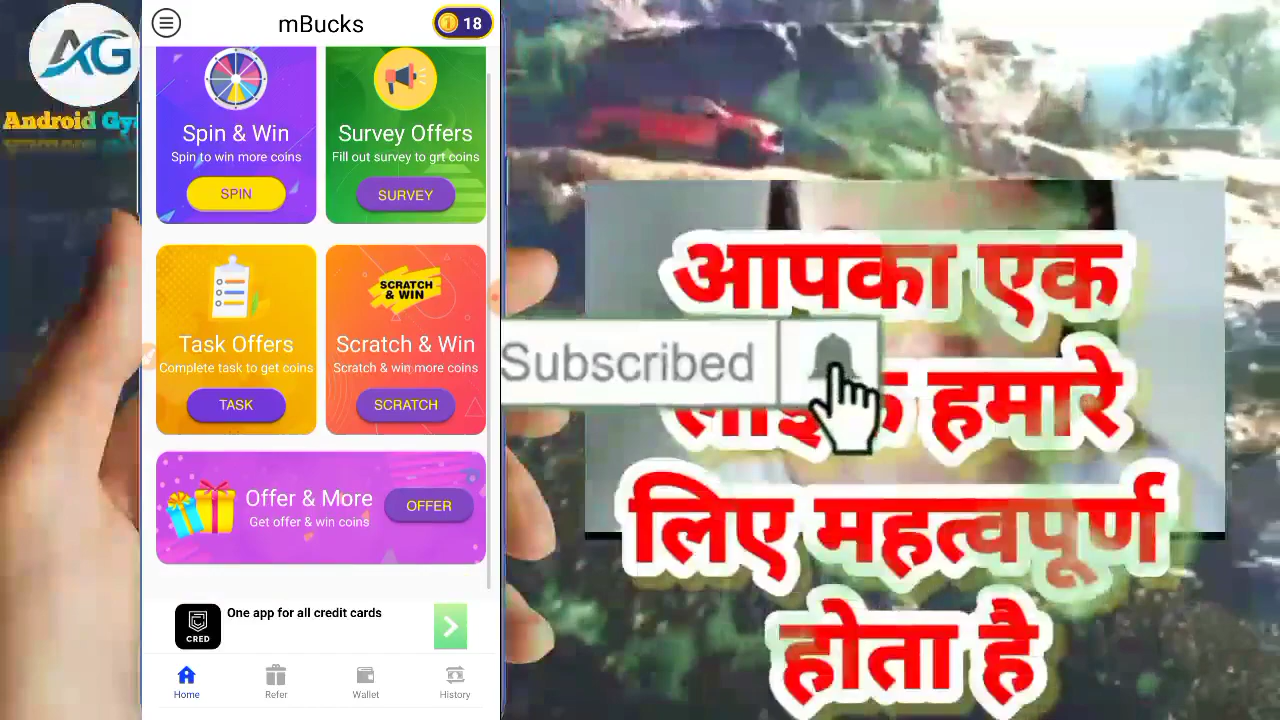 AG
Android Gy
mBucks
18
Spin & Win
Spin to win more coins
SPIN
Survey Offers
Fill out survey to grt coins
SURVEY
Task Offers
Complete task to get coins
TASK
SCRATCH
& WIN
Scratch & Win
Scratch & win more coins
SCRATCH
Offer & More
Get offer & win coins
OFFER
CRED
One app for all credit cards
Home
Refer
Wallet
History
Subscribed
आपका एक
हमारे
लिए महत्वपूर्ण
होता है